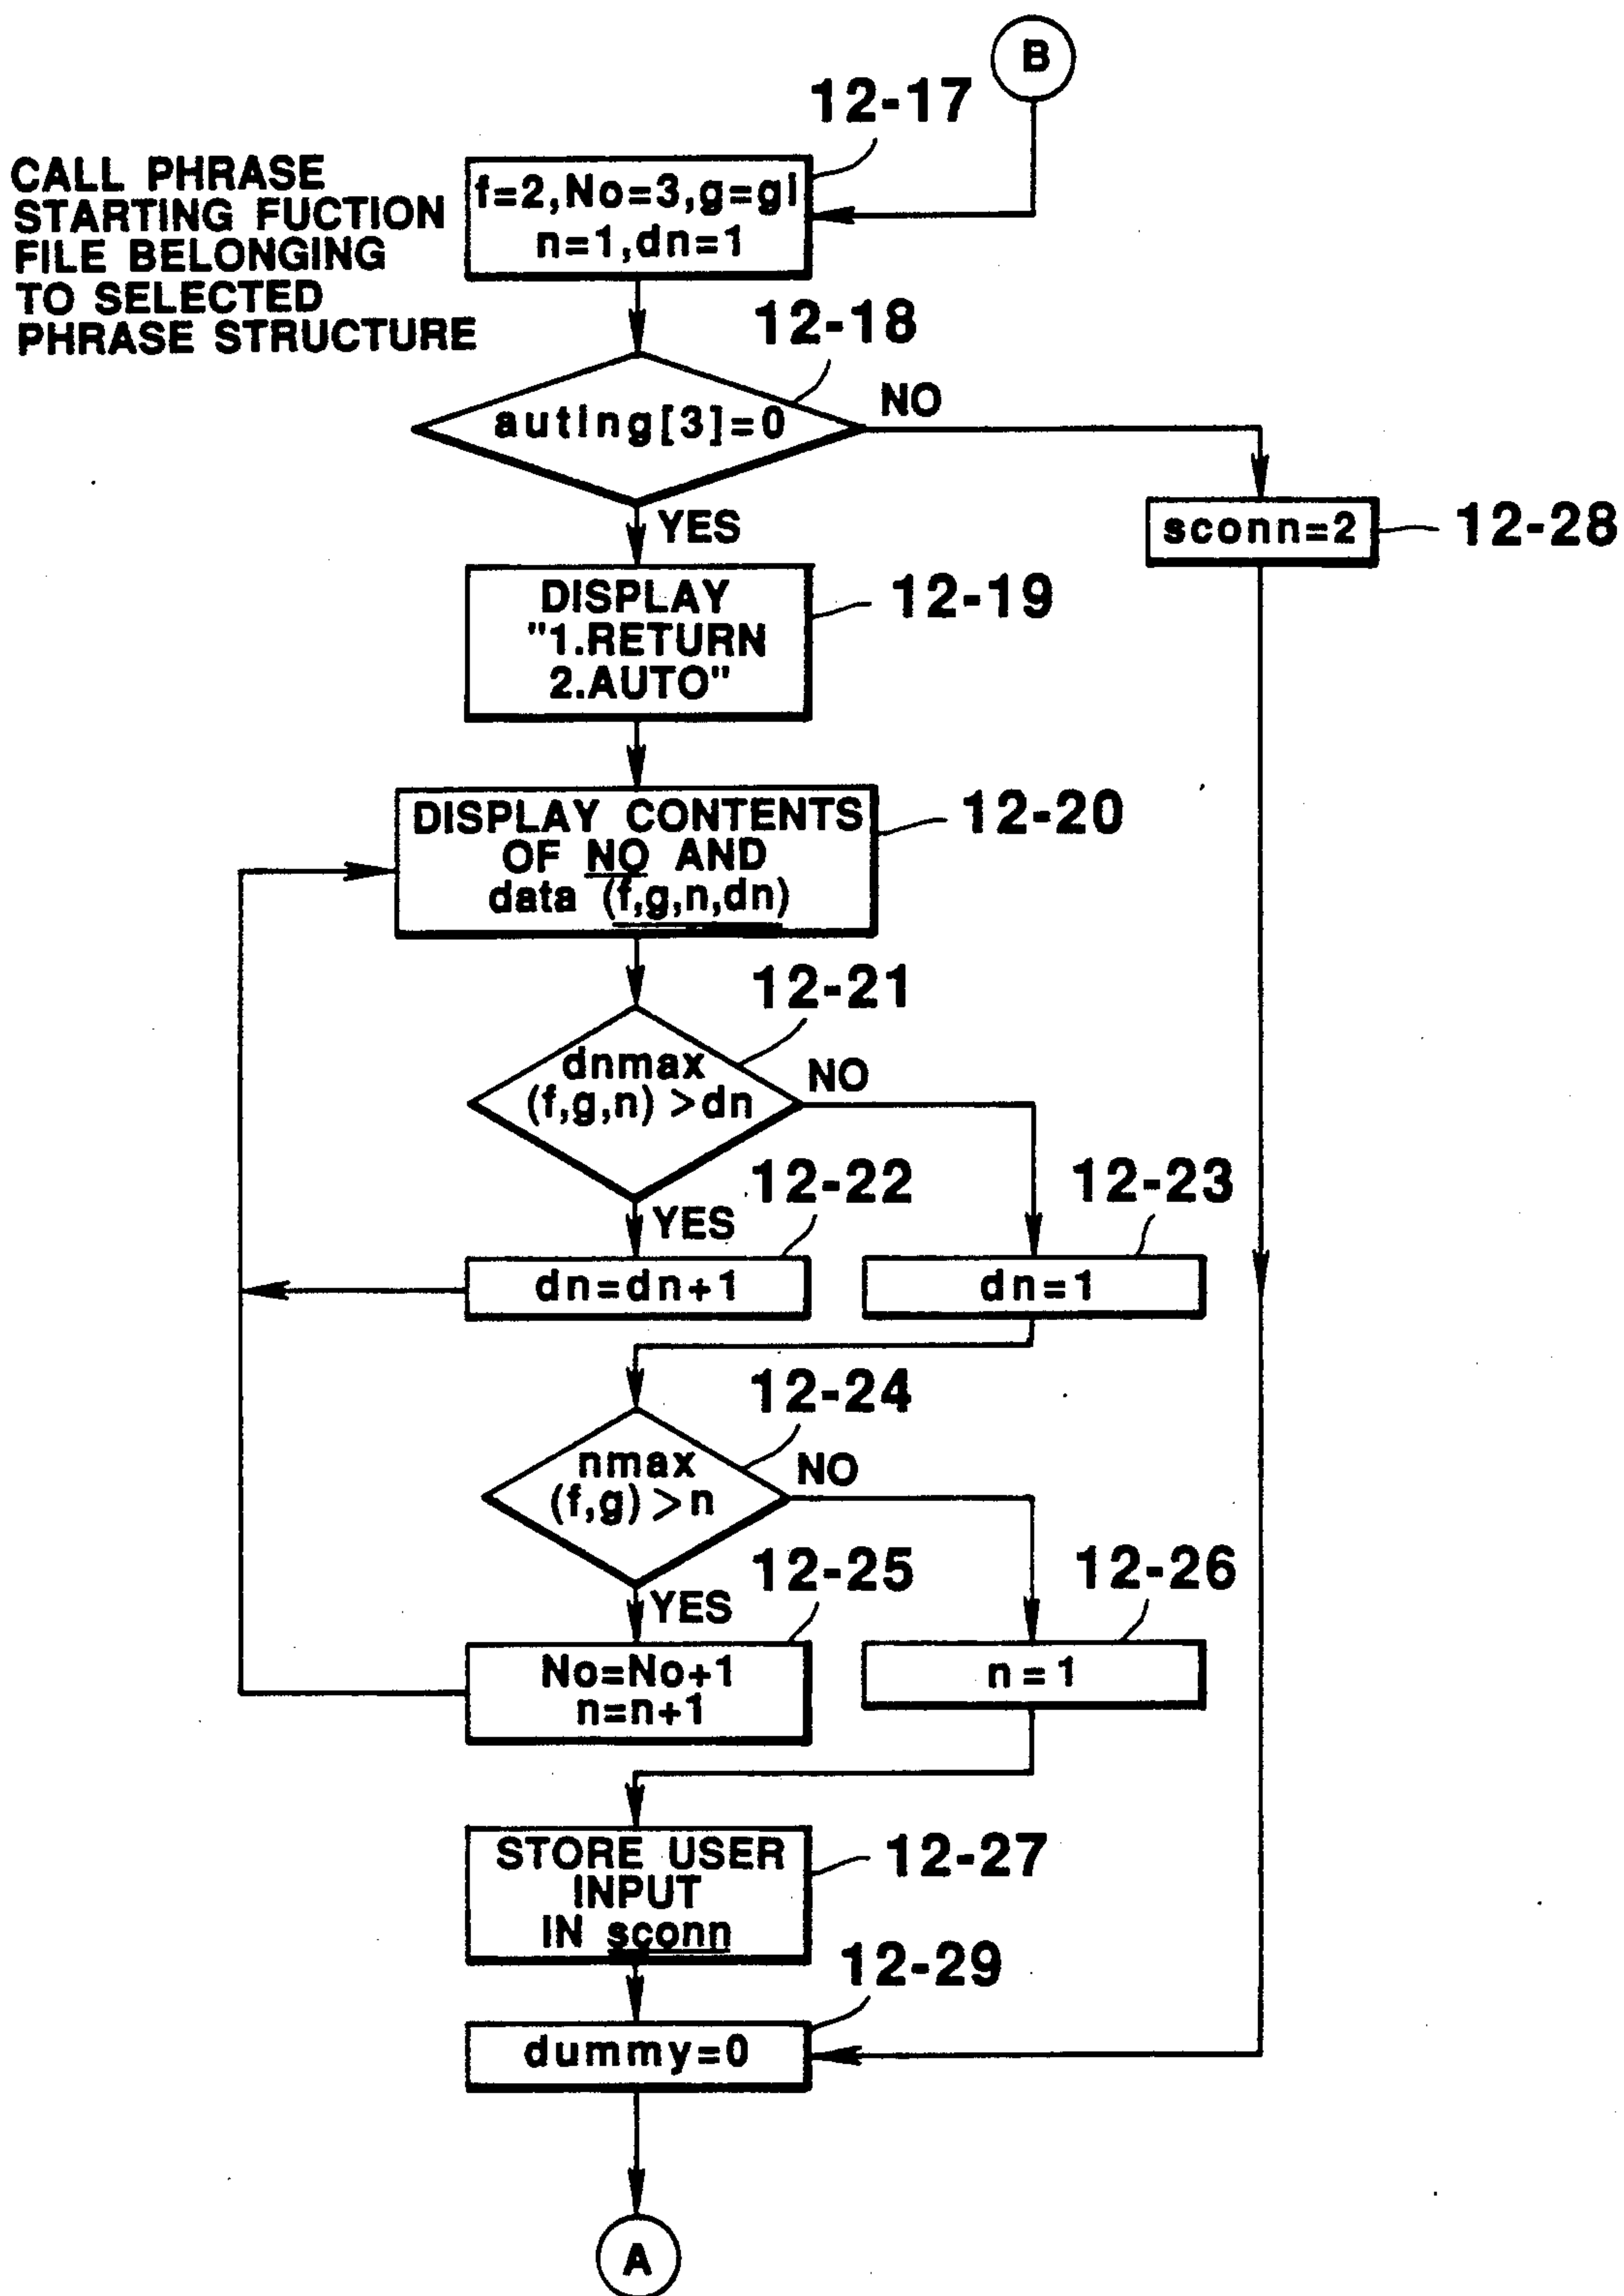 B
12-17
CALL PHRASE
STARTING FUCTION
FILE BELONGING
TO SELECTED
PHRASE STRUCTURE
f=2,No=3,g=gi
n=1,dn=1
12-18
auting[3]=0
NO
YES
sconn=2
12-28
DISPLAY
"1.RETURN
2.AUTO"
12-19
DISPLAY CONTENTS
OF NO AND
data (f,g,n,dn)
12-20
12-21
dnmax
(f,g,n) >dn
NO
YES
12-22
12-23
dn=dn+1
dn=1
12-24
nmax
(f,g) >n
NO
YES
12-25
12-26
No=No+1
n=n+1
n=1
STORE USER
INPUT
IN sconn
12-27
12-29
dummy=0
A